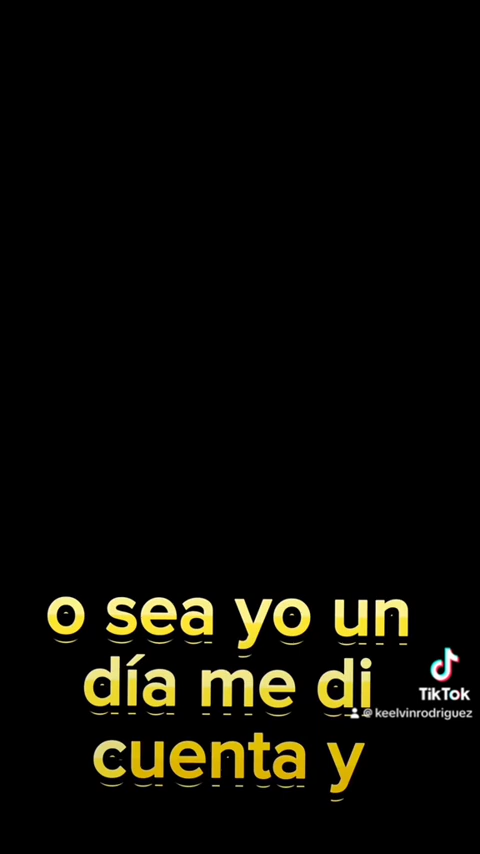 o sea yo un
día me di
cuenta y
TikTok
@keelvinrodriguez